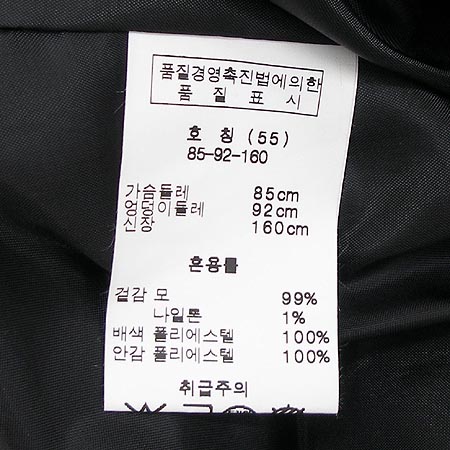 품질경영촉진법에의한
품 질 표 시
호 칭 (55)
85-92-160
가슴둘레 85cm
엉덩이둘레 92cm
신장 160cm
혼용률
겉감 모 99%
나일론 1%
배색 폴리에스텔 100%
안감 폴리에스텔 100%
취급주의